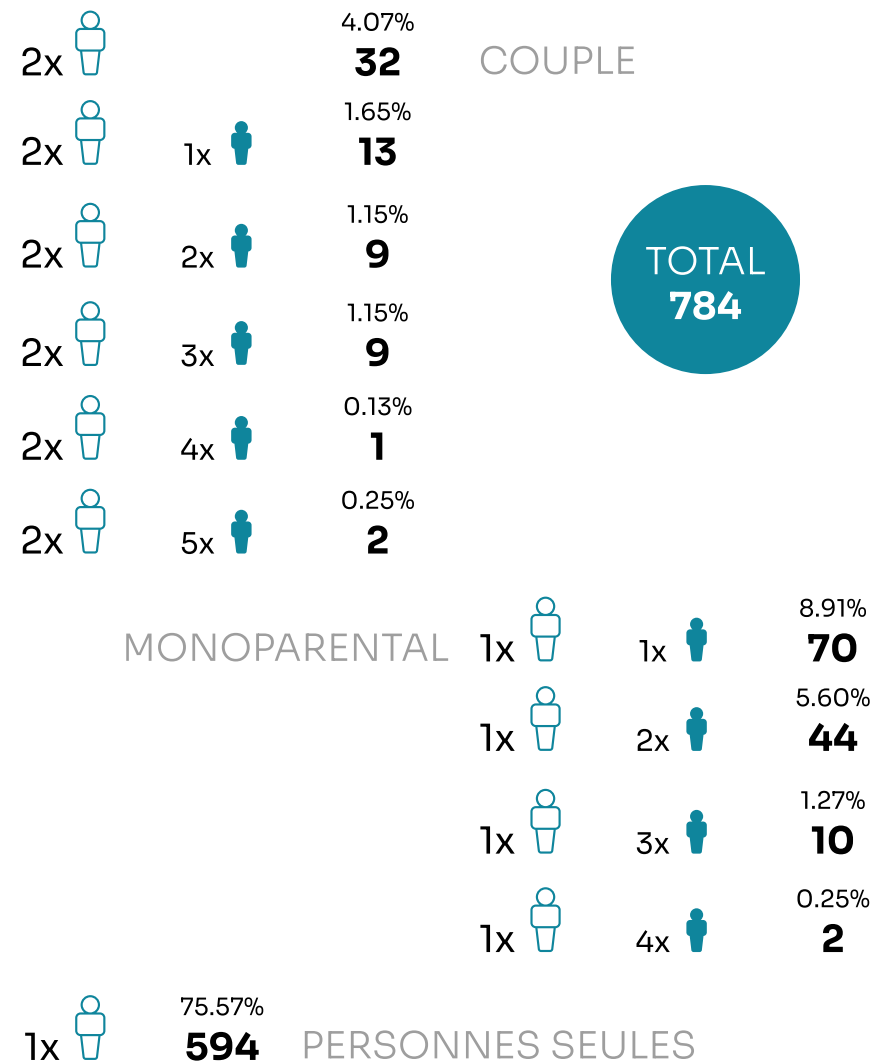 4.07%
2x 32
COUPLE
1.65%
2x 1x 13
1.15%
2x 2x 9
TOTAL
784
1.15%
2x 3x 9
0.13%
2x 4x 1
0.25%
2x 5x 2
MONOPARENTAL
8.91%
1x 1x 70
5.60%
1x 2x 44
1.27%
1x 3x 10
0.25%
1x 4x 2
75.57%
1x 594
PERSONNES SEULES